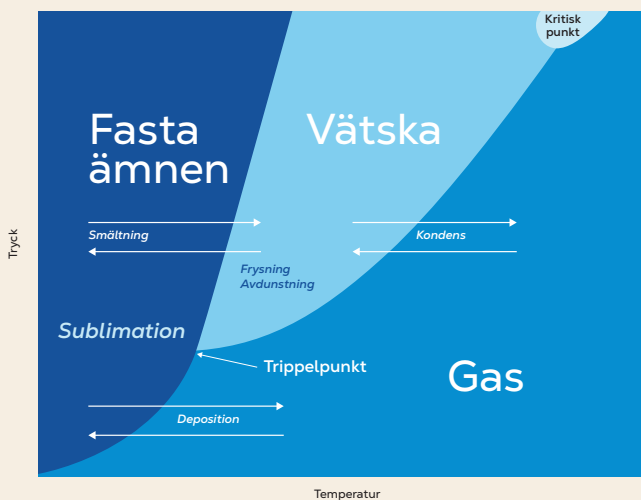 Kritisk
punkt
Fasta
ämnen
Vätska
Smältning
Kondens
Tryck
Frysning
Avdunstning
Sublimation
Trippelpunkt
Gas
Deposition
Temperatur